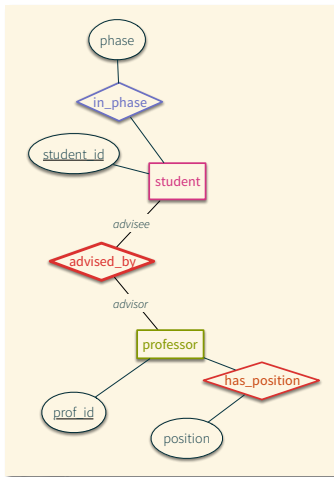 phase
in_phase
student_id
student
advisee
advised_by
advisor
professor
has_position
prof_id
position